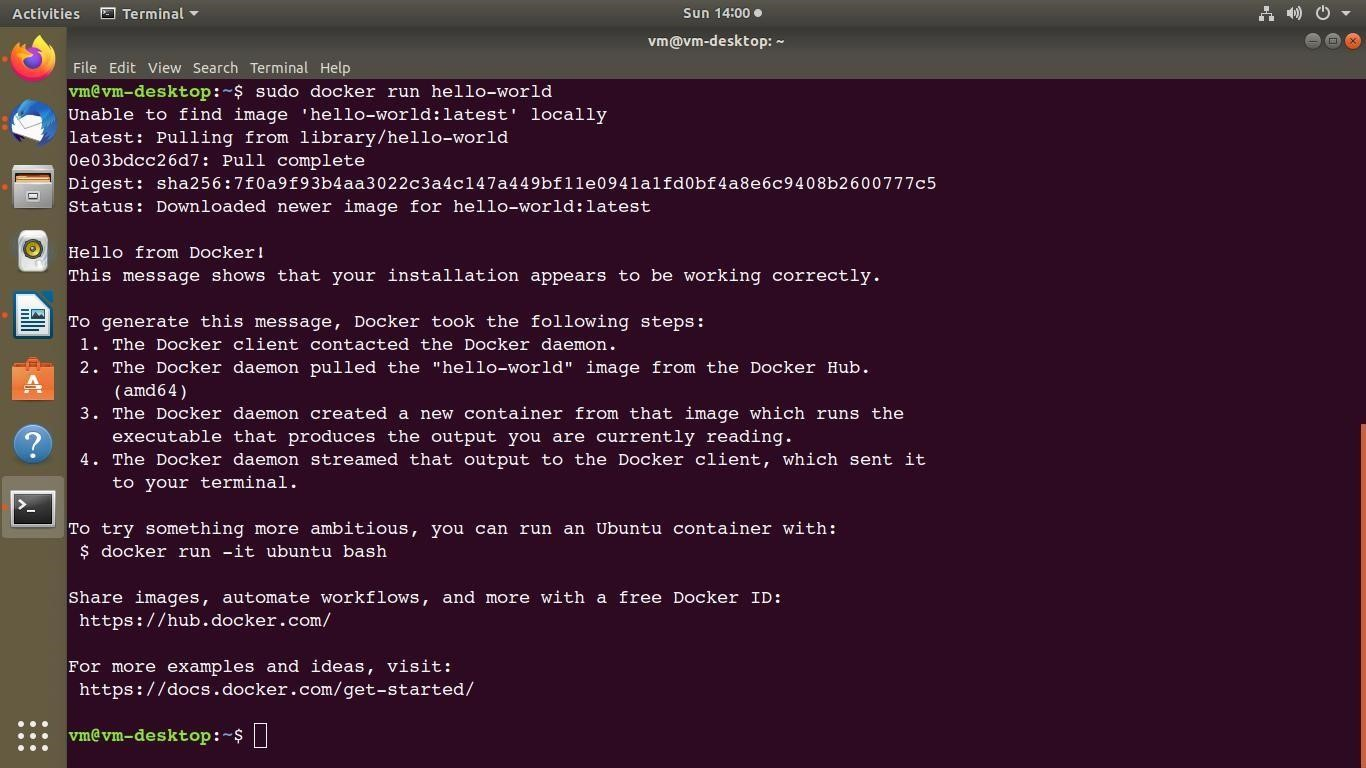 Activities Terminal Sun 14:00
vm@vm-desktop: ~
File Edit View Search Terminal Help
vm@vm-desktop:~$ sudo docker run hello-world
Unable to find image 'hello-world:latest' locally
latest: Pulling from library/hello-world
0e03bdcc26d7: Pull complete
Digest: sha256:7f0a9f93b4aa3022c3a4c147a449bf11e0941a1fd0bf4a8e6c9408b2600777c5
Status: Downloaded newer image for hello-world:latest
Hello from Docker!
This message shows that your installation appears to be working correctly.
To generate this message, Docker took the following steps:
1. The Docker client contacted the Docker daemon.
2. The Docker daemon pulled the "hello-world" image from the Docker Hub.
(amd64)
3. The Docker daemon created a new container from that image which runs the
executable that produces the output you are currently reading.
4. The Docker daemon streamed that output to the Docker client, which sent it
to your terminal.
To try something more ambitious, you can run an Ubuntu container with:
$ docker run -it ubuntu bash
Share images, automate workflows, and more with a free Docker ID:
https://hub.docker.com/
For more examples and ideas, visit:
https://docs.docker.com/get-started/
vm@vm-desktop:~$